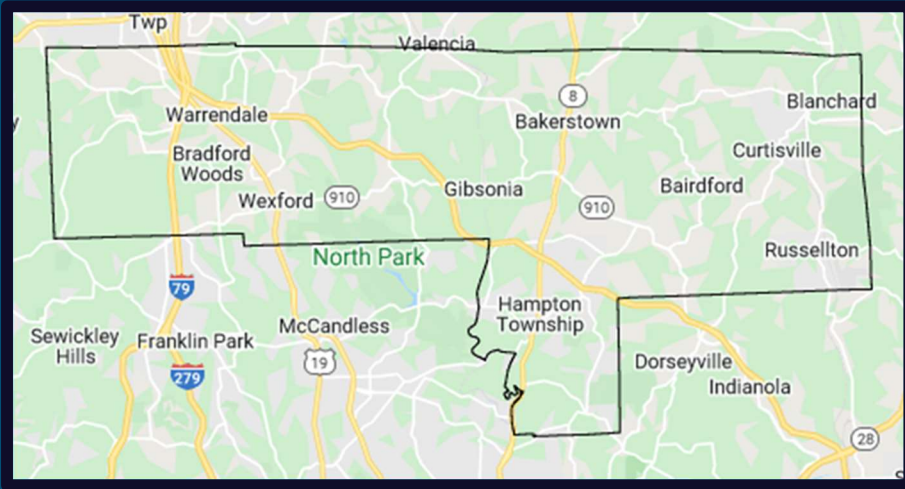 Twp
Valencia
8
Blanchard
Warrendale
Bakerstown
Bradford
Woods
Curtisville
Wexford
910
Gibsonia
Bairdford
910
North Park
Russellton
79
Hampton
Township
Sewickley
Hills
Franklin Park
McCandless
19
Dorseyville
279
Indianola
28